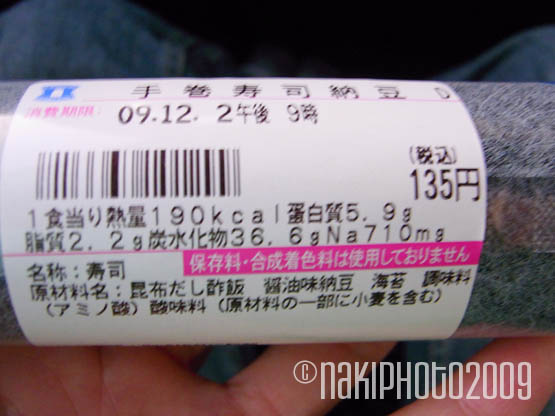 手巻寿司納豆 D
消費期限: 09.12. 2午後 9時
(税込)
135円
1食当り熱量190kcal蛋白質5.9g
脂質2.2g炭水化物36.6gNa710mg
保存料・合成着色料は使用しておりません
名称:寿司
原材料名:昆布だし酢飯 醤油味納豆 海苔 調味料
(アミノ酸) 酸味料 (原材料の一部に小麦を含む)
©NAKIPHOTO2009